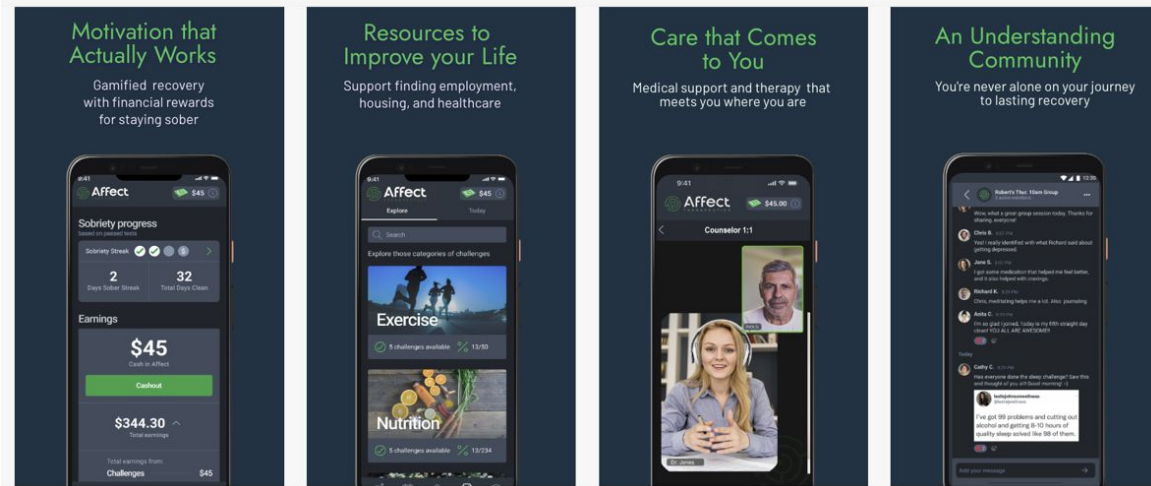 Motivation that
Actually Works
Gamified recovery
with financial rewards
for staying sober
9:41
Affect
$45
Sobriety progress
based on passed tests
Sobriety Streak
$
2
Days Sober Streak
32
Total Days Clean
Earnings
$45
Cash in Affect
Cashout
$344.30
Total earnings
Total earnings from:
Challenges
$45
Resources to
Improve your Life
Support finding employment,
housing, and healthcare
9:41
Affect
$45
Explore
Today
Search
Explore those categories of challenges
Exercise
5 challenges available
13/50
Nutrition
5 challenges available
13/234
Care that Comes
to You
Medical support and therapy that
meets you where you are
9:41
Affect
THERAPEUTICS
$45.00
Counselor 1:1
Dr. Jones
An Understanding
Community
You're never alone on your journey
to lasting recovery
12:30
Robert's Thur. 10am Group
Wow, what a great group session today. Thanks for
sharing, everyone!
Chris B.
Yes! I really identified with what Richard said about
getting depressed.
Jane S.
I got some medication that helped me feel better,
and it also helped with cravings.
Richard K.
Chris, meditating helps me a lot. Also journaling.
Anita C.
I'm so glad I joined, Today is my fifth straight day
clean! YOU ALL ARE AWESOME!!
Today
Cathy C.
Has everyone done the sleep challenge? Saw this
and thought of you all! Good morning! :)
I've got 99 problems and cutting out
alcohol and getting 8-10 hours of
quality sleep solved like 98 of them.
Add your message